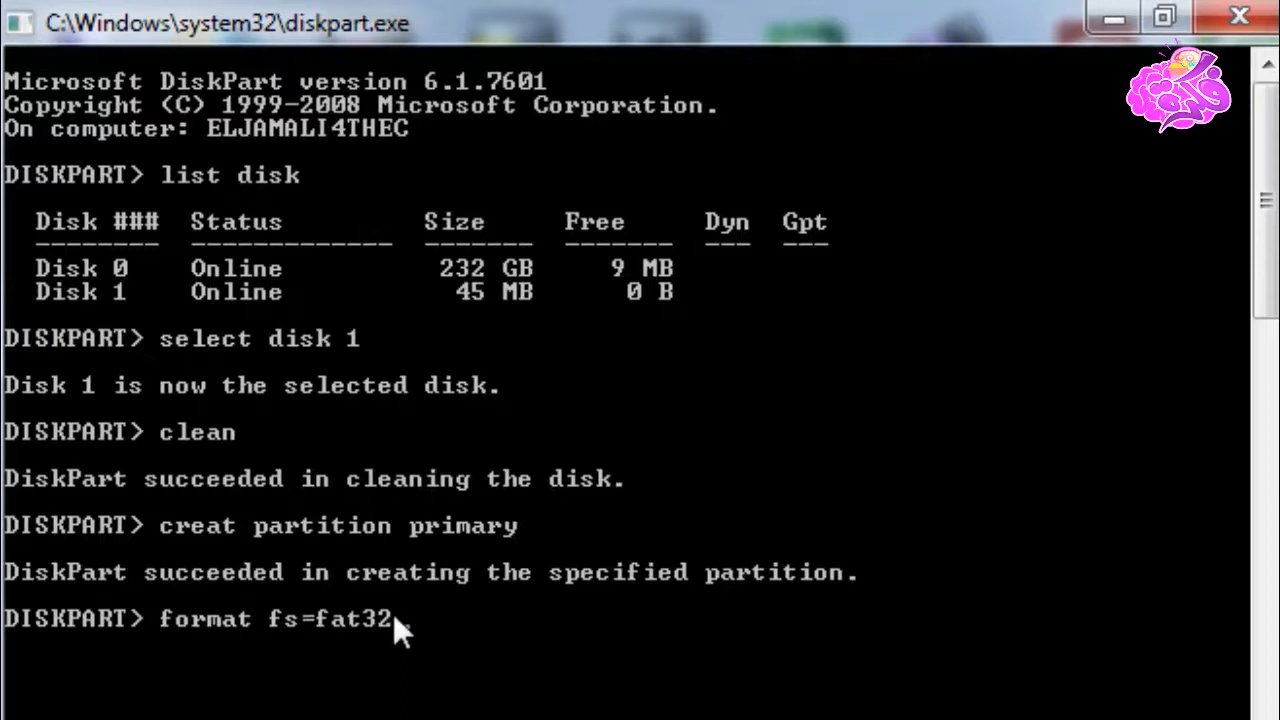 C:\Windows\system32\diskpart.exe
Microsoft DiskPart version 6.1.7601
Copyright (C) 1999-2008 Microsoft Corporation.
On computer: ELJAMALI4THEC
DISKPART> list disk
Disk ### Status Size Free Dyn Gpt
-------- ------------- ------- ------- --- ---
Disk 0 Online 232 GB 9 MB
Disk 1 Online 45 MB 0 B
DISKPART> select disk 1
Disk 1 is now the selected disk.
DISKPART> clean
DiskPart succeeded in cleaning the disk.
DISKPART> creat partition primary
DiskPart succeeded in creating the specified partition.
DISKPART> format fs=fat32